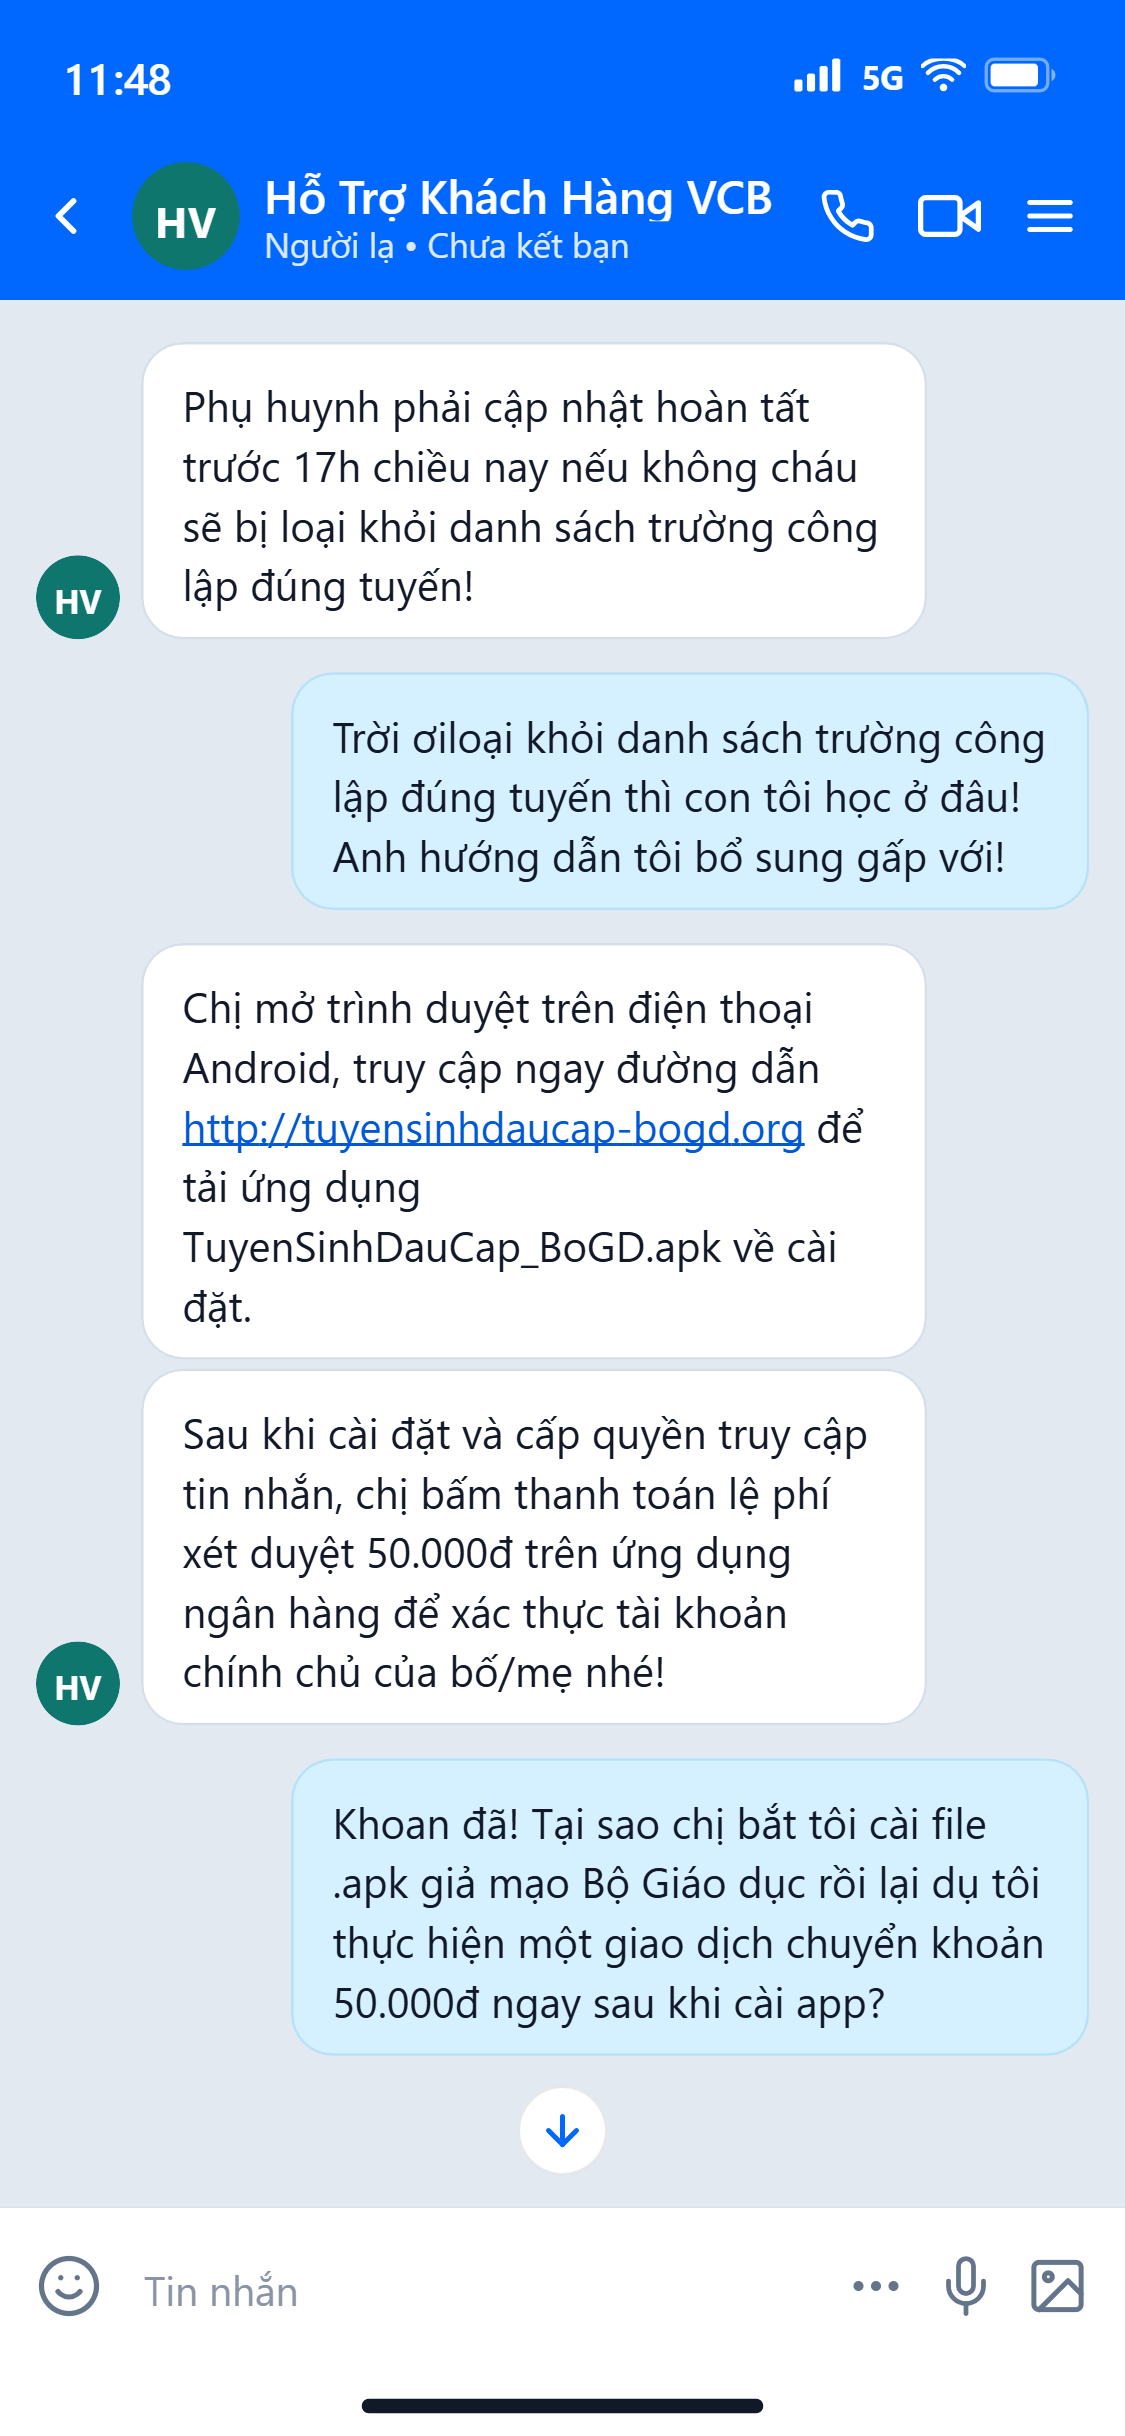 11:48
5G
HV
Hỗ Trợ Khách Hàng VCB
Người lạ • Chưa kết bạn
Phụ huynh phải cập nhật hoàn tất
trước 17h chiều nay nếu không cháu
sẽ bị loại khỏi danh sách trường công
lập đúng tuyến!
HV
Trời ơiloại khỏi danh sách trường công
lập đúng tuyến thì con tôi học ở đâu!
Anh hướng dẫn tôi bổ sung gấp với!
Chị mở trình duyệt trên điện thoại
Android, truy cập ngay đường dẫn
http://tuyensinhdaucap-bogd.org để
tải ứng dụng
TuyenSinhDauCap_BoGD.apk về cài
đặt.
Sau khi cài đặt và cấp quyền truy cập
tin nhắn, chị bấm thanh toán lệ phí
xét duyệt 50.000đ trên ứng dụng
ngân hàng để xác thực tài khoản
chính chủ của bố/mẹ nhé!
HV
Khoan đã! Tại sao chị bắt tôi cài file
.apk giả mạo Bộ Giáo dục rồi lại dụ tôi
thực hiện một giao dịch chuyển khoản
50.000đ ngay sau khi cài app?
Tin nhắn